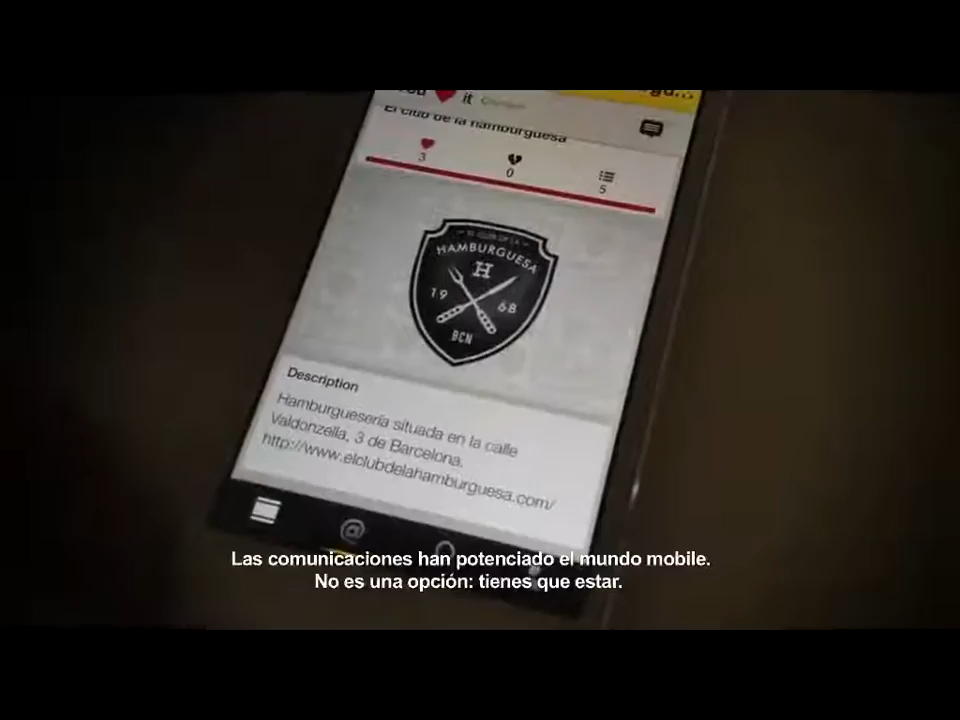 it
El club de la hamburguesa
3
0
5
EL CLUB DE LA
HAMBURGUESA
H
19 68
BCN
Description
Hamburguesería situada en la calle
Valdonzella, 3 de Barcelona.
http://www.elclubdelahamburguesa.com/
@
Las comunicaciones han potenciado el mundo mobile.
No es una opción: tienes que estar.